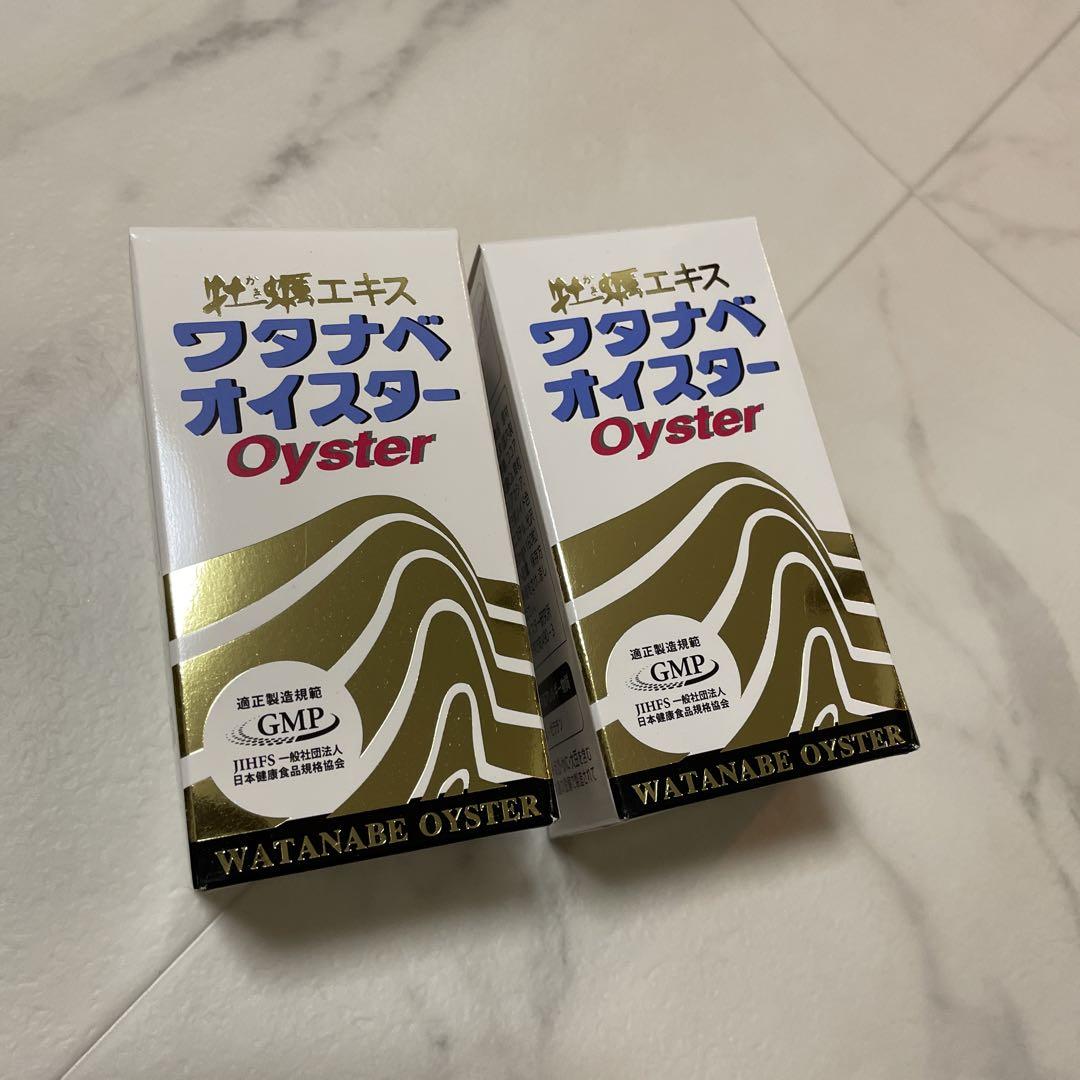 牡蠣エキス
かき
ワタナベ
オイスター
Oyster
適正製造規範
GMP
JIHFS 一般社団法人
日本健康食品規格協会
WATANABE OYSTER
牡蠣エキス
かき
ワタナベ
オイスター
Oyster
適正製造規範
GMP
JIHFS 一般社団法人
日本健康食品規格協会
WATANABE OYSTER